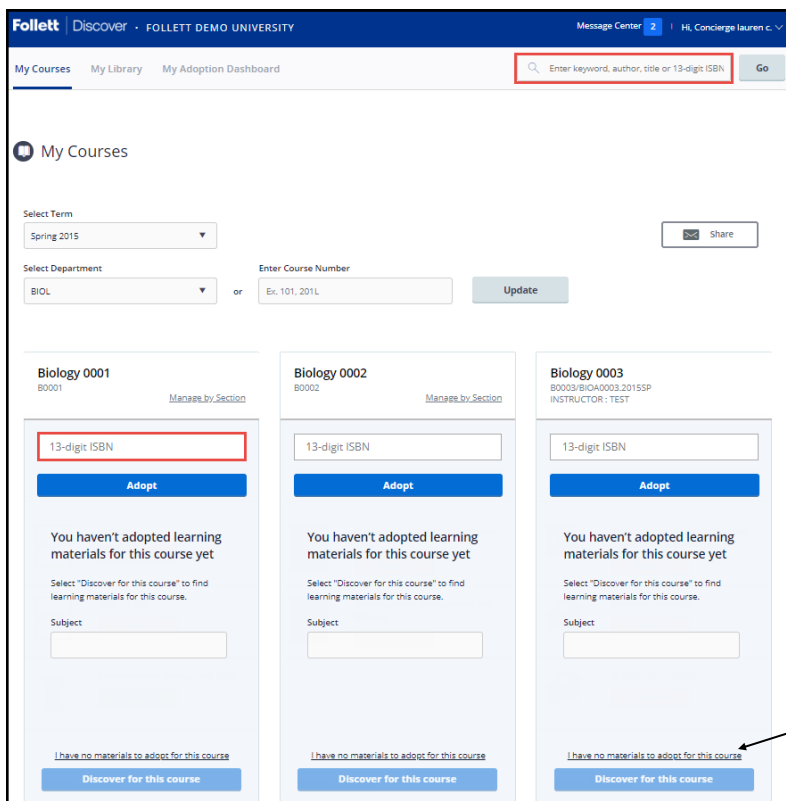 Follett | Discover · FOLLETT DEMO UNIVERSITY
Message Center 2 | Hi, Concierge lauren c.
My Courses My Library My Adoption Dashboard
Enter keyword, author, title or 13-digit ISBN Go
My Courses
Select Term
Spring 2015
Share
Select Department Enter Course Number
BIOL or Ex. 101, 201L Update
Biology 0001
B0001
Manage by Section
13-digit ISBN
Adopt
You haven't adopted learning
materials for this course yet
Select "Discover for this course" to find
learning materials for this course.
Subject
I have no materials to adopt for this course
Discover for this course
Biology 0002
B0002
Manage by Section
13-digit ISBN
Adopt
You haven't adopted learning
materials for this course yet
Select "Discover for this course" to find
learning materials for this course.
Subject
I have no materials to adopt for this course
Discover for this course
Biology 0003
B0003/BIOA0003.2015SP
INSTRUCTOR : TEST
13-digit ISBN
Adopt
You haven't adopted learning
materials for this course yet
Select "Discover for this course" to find
learning materials for this course.
Subject
I have no materials to adopt for this course
Discover for this course